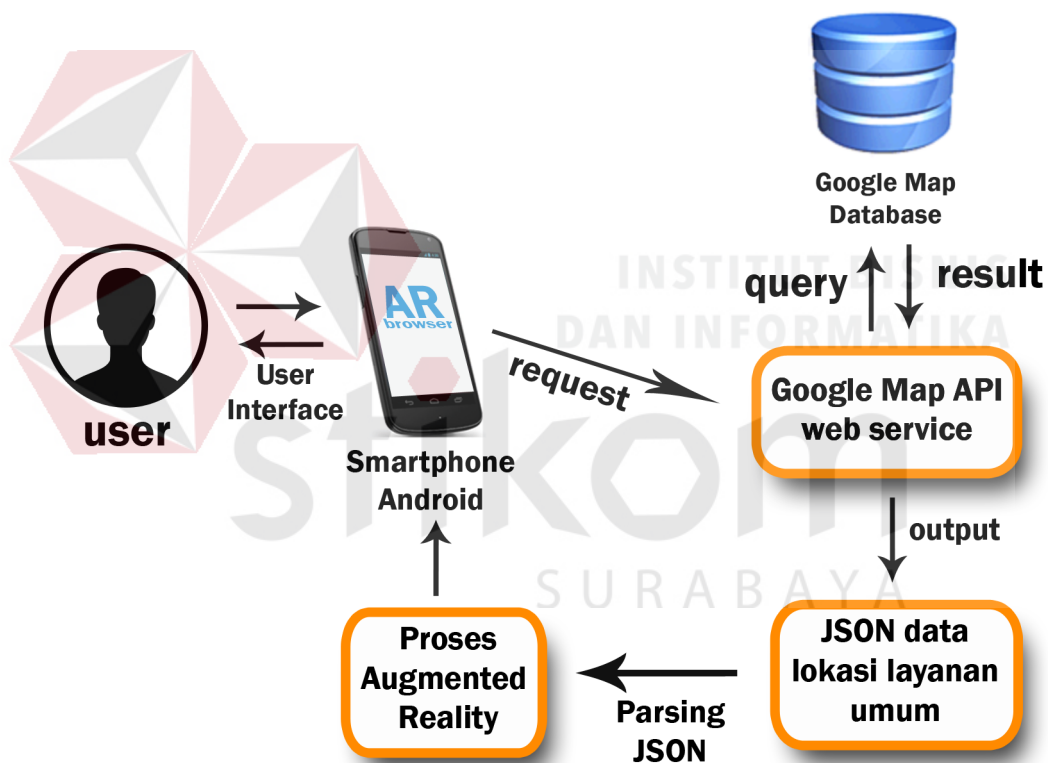 Google Map
Database
INSTITUT BISNIS
DAN INFORMATIKA
query
result
AR
browser
request
Google Map API
web service
User
Interface
user
stikom
SURABAYA
Smartphone
Android
output
Proses
Augmented
Reality
Parsing
JSON
JSON data
lokasi layanan
umum